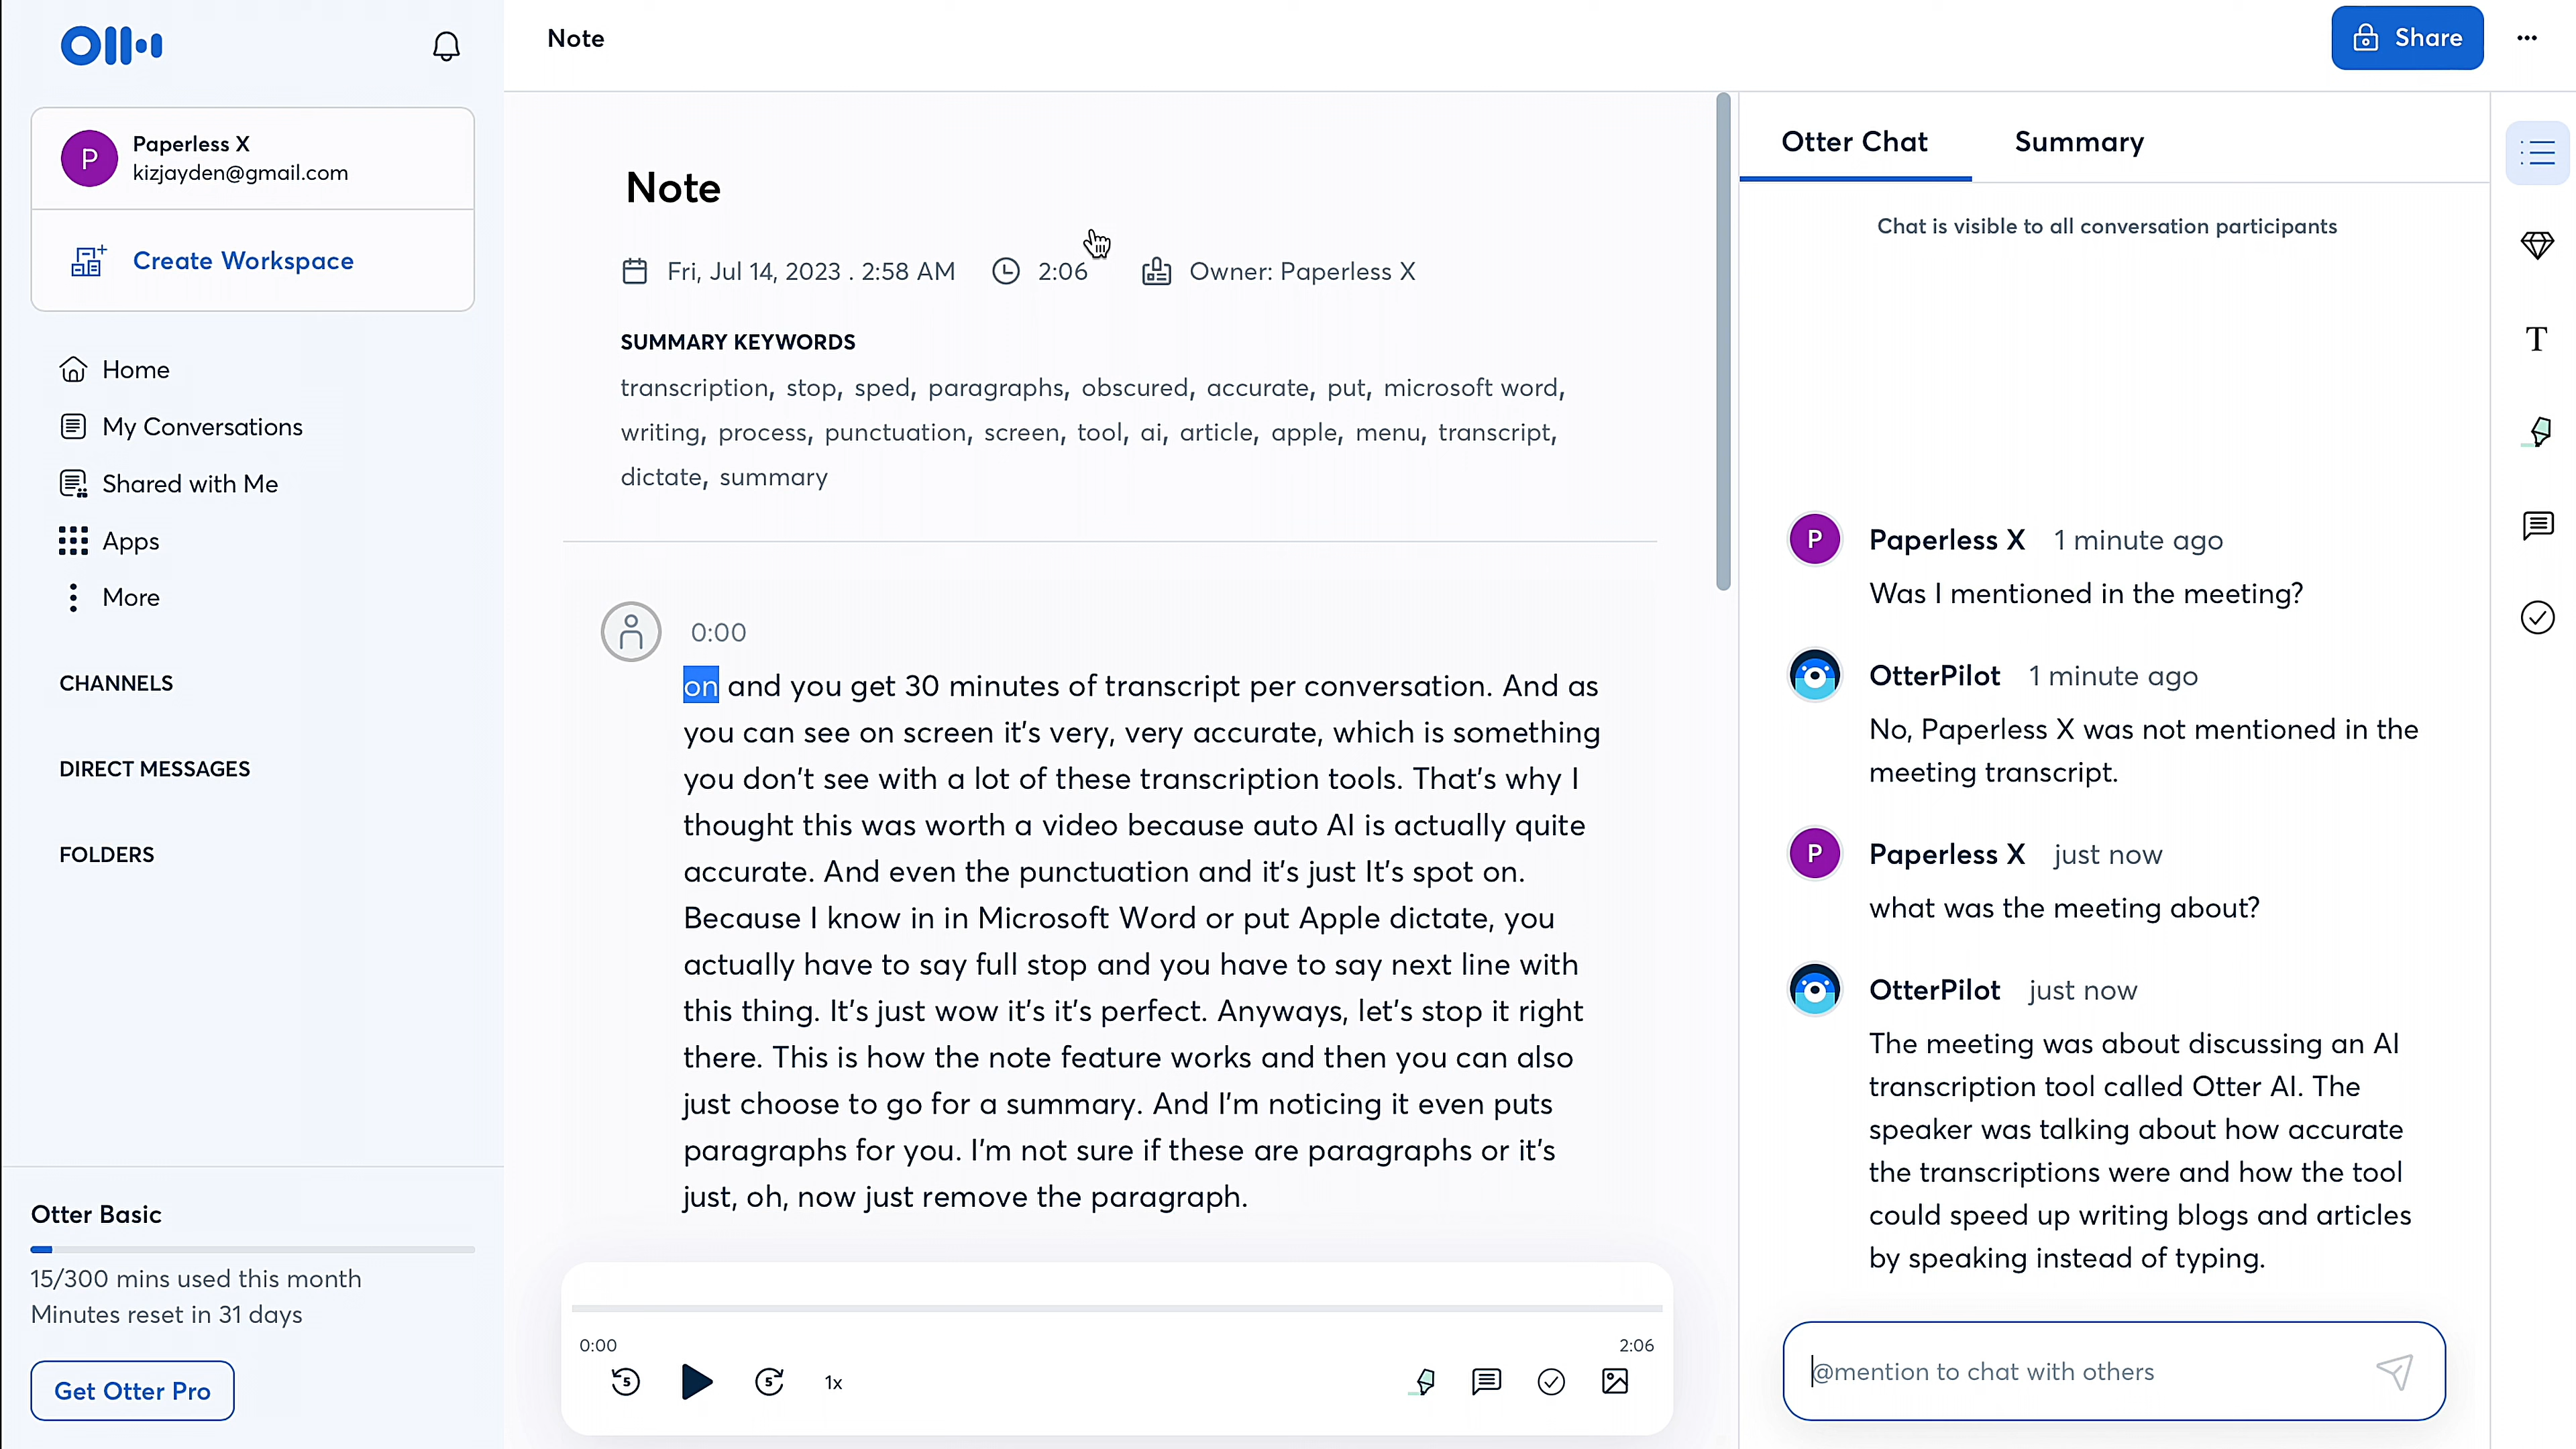 Note
Share
P
Paperless X
kizjayden@gmail.com
Create Workspace
Home
My Conversations
Shared with Me
Apps
More
CHANNELS
DIRECT MESSAGES
FOLDERS
Otter Basic
15/300 mins used this month
Minutes reset in 31 days
Get Otter Pro
Note
Fri, Jul 14, 2023 . 2:58 AM 2:06 Owner: Paperless X
SUMMARY KEYWORDS
transcription, stop, sped, paragraphs, obscured, accurate, put, microsoft word,
writing, process, punctuation, screen, tool, ai, article, apple, menu, transcript,
dictate, summary
0:00
on and you get 30 minutes of transcript per conversation. And as
you can see on screen it's very, very accurate, which is something
you don't see with a lot of these transcription tools. That's why I
thought this was worth a video because auto AI is actually quite
accurate. And even the punctuation and it's just It's spot on.
Because I know in in Microsoft Word or put Apple dictate, you
actually have to say full stop and you have to say next line with
this thing. It's just wow it's it's perfect. Anyways, let's stop it right
there. This is how the note feature works and then you can also
just choose to go for a summary. And I'm noticing it even puts
paragraphs for you. I'm not sure if these are paragraphs or it's
just, oh, now just remove the paragraph.
0:00 2:06
5 5 1x
Otter Chat Summary
Chat is visible to all conversation participants
P Paperless X 1 minute ago
Was I mentioned in the meeting?
OtterPilot 1 minute ago
No, Paperless X was not mentioned in the
meeting transcript.
P Paperless X just now
what was the meeting about?
OtterPilot just now
The meeting was about discussing an AI
transcription tool called Otter AI. The
speaker was talking about how accurate
the transcriptions were and how the tool
could speed up writing blogs and articles
by speaking instead of typing.
@mention to chat with others
T